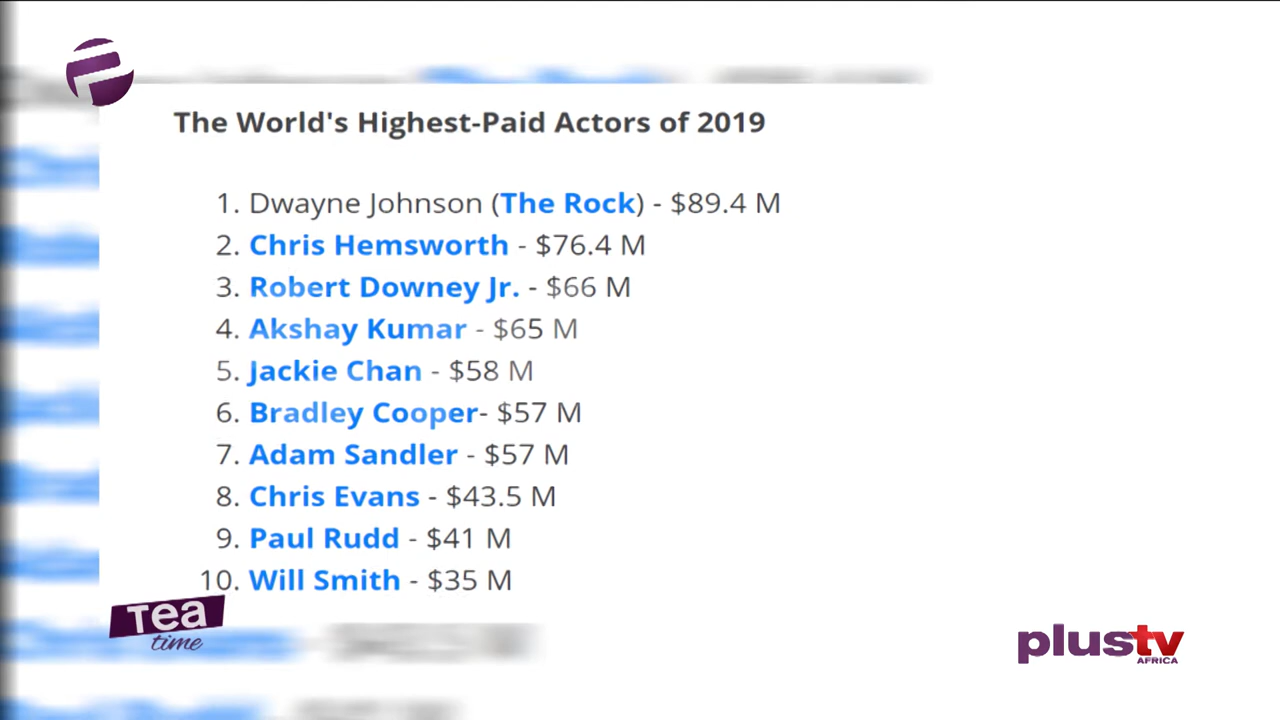 The World's Highest-Paid Actors of 2019
1. Dwayne Johnson (The Rock) - $89.4 M
2. Chris Hemsworth - $76.4 M
3. Robert Downey Jr. - $66 M
4. Akshay Kumar - $65 M
5. Jackie Chan - $58 M
6. Bradley Cooper- $57 M
7. Adam Sandler - $57 M
8. Chris Evans - $43.5 M
9. Paul Rudd - $41 M
10. Will Smith - $35 M
Tea
time
plustv
AFRICA